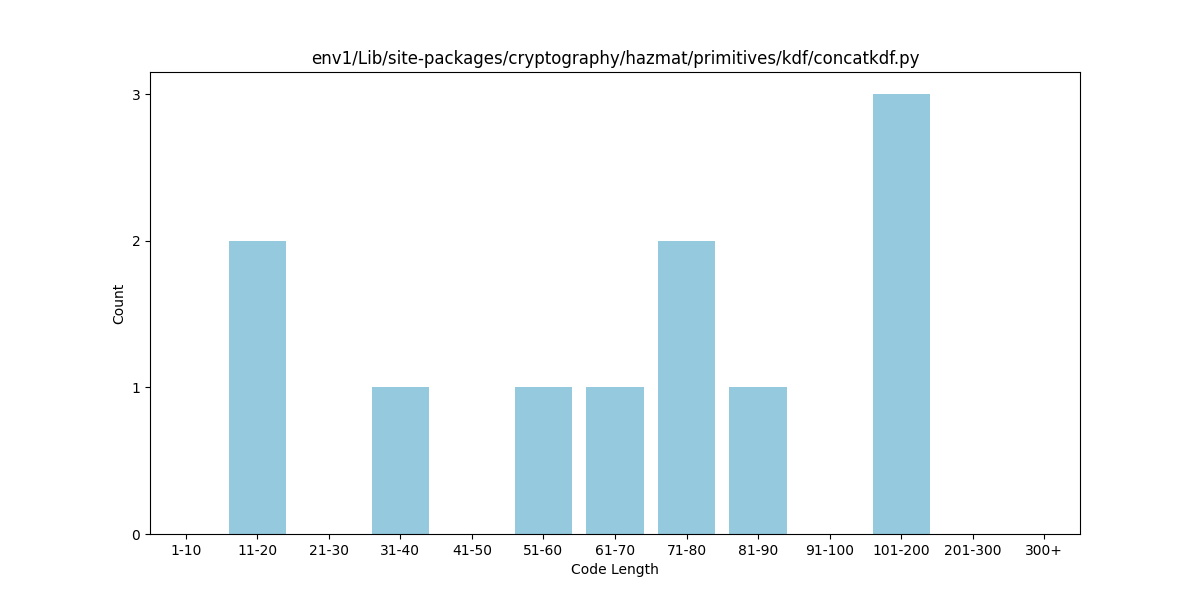 env1/Lib/site-packages/cryptography/hazmat/primitives/kdf/concatkdf.py
3
2
1
0
Count
1-10 11-20 21-30 31-40 41-50 51-60 61-70 71-80 81-90 91-100 101-200 201-300 300+
Code Length